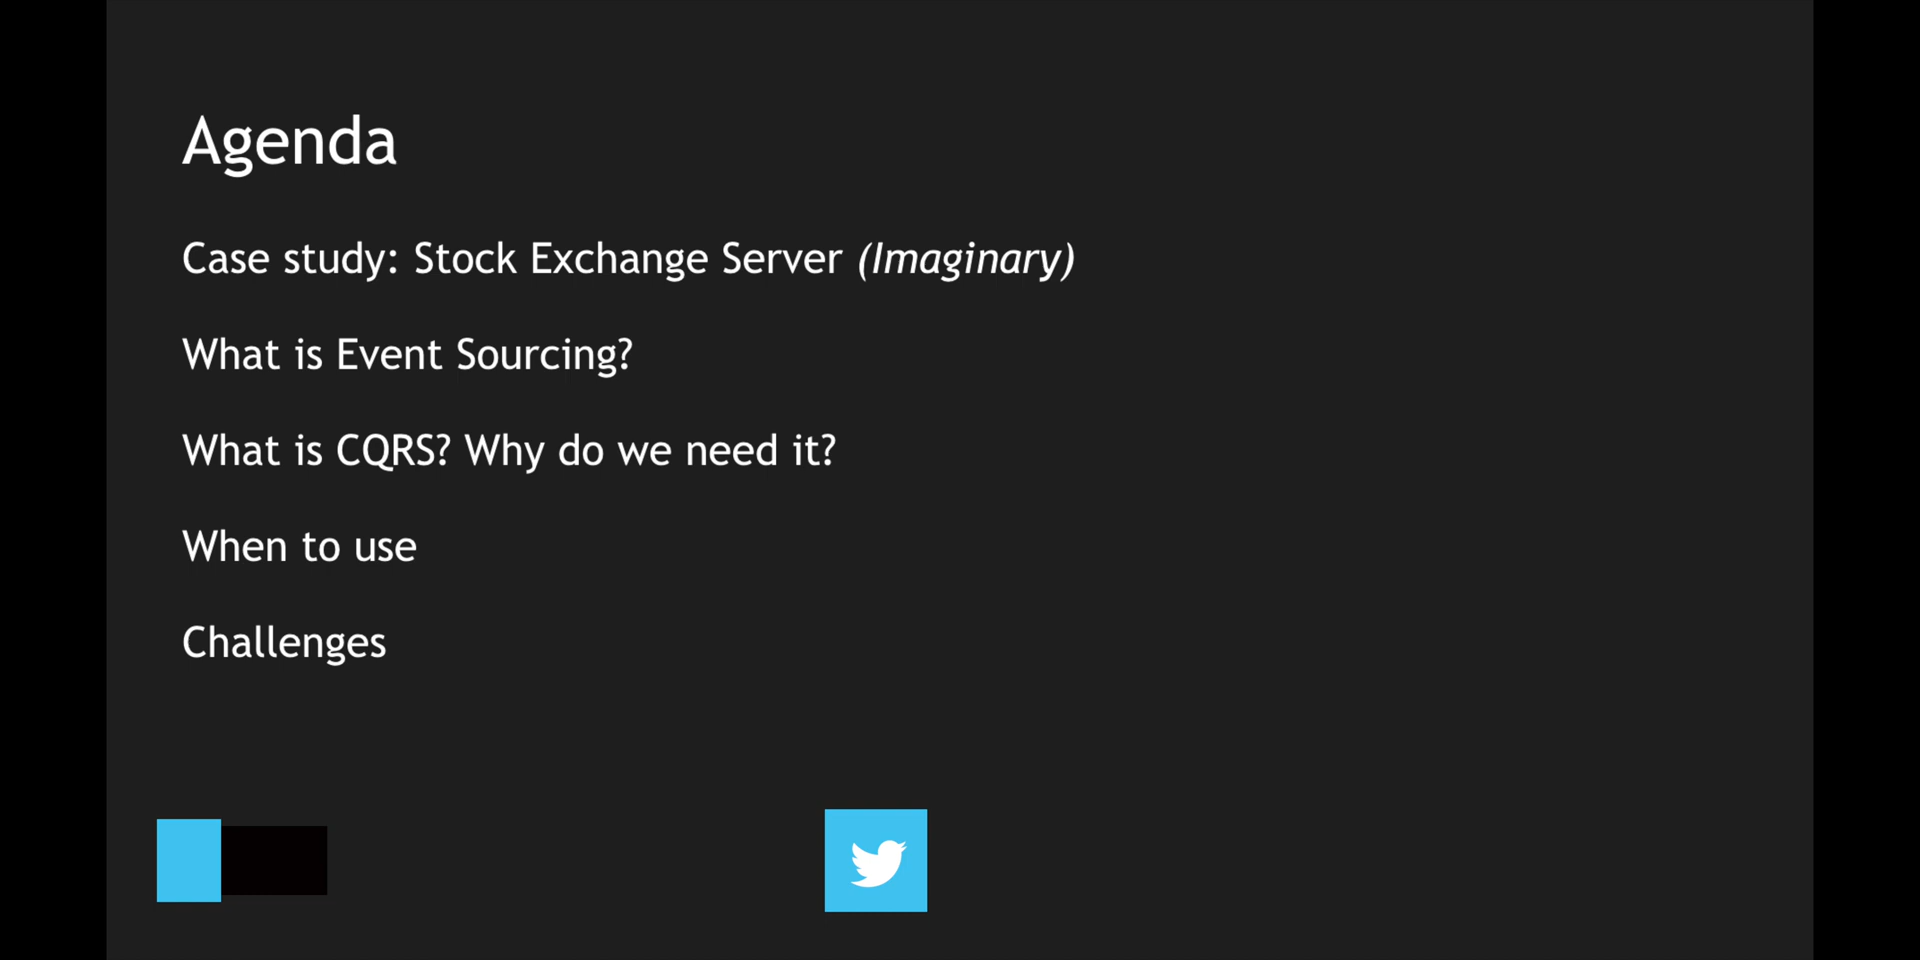 Agenda
Case study: Stock Exchange Server (Imaginary)
What is Event Sourcing?
What is CQRS? Why do we need it?
When to use
Challenges